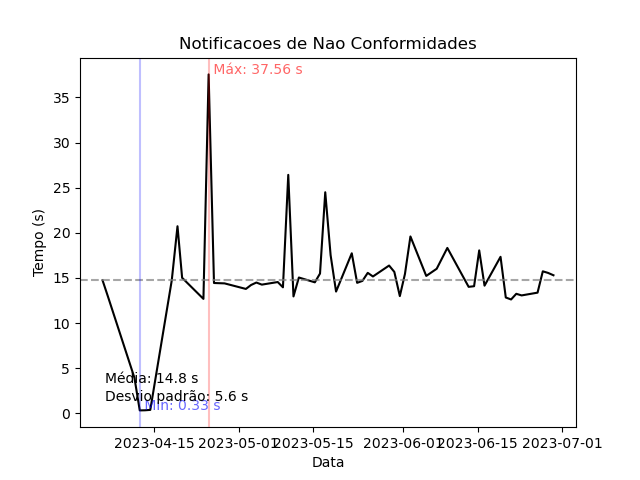 Notificacoes de Nao Conformidades
Máx: 37.56 s
35
30
25
20
15
10
5
0
Tempo (s)
Média: 14.8 s
Desvio padrão: 5.6 s
Mín: 0.33 s
2023-04-15
2023-05-01
2023-05-15
2023-06-01
2023-06-15
2023-07-01
Data